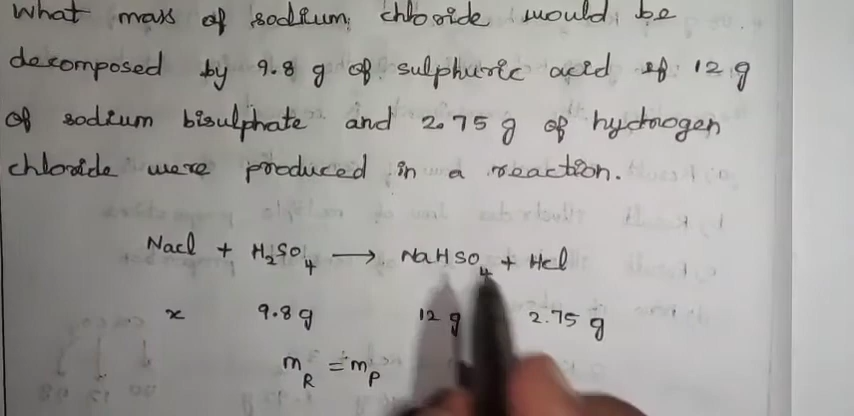 What mass of sodium chloride would be
decomposed by 9.8 g of sulphuric acid if 12 g
of sodium bisulphate and 2.75 g of hydrogen
chloride were produced in a reaction.
Nacl + H₂SO₄ → NaHSO₄ + Hcl
x 9.8 g 12 g 2.75 g
m_R = m_P